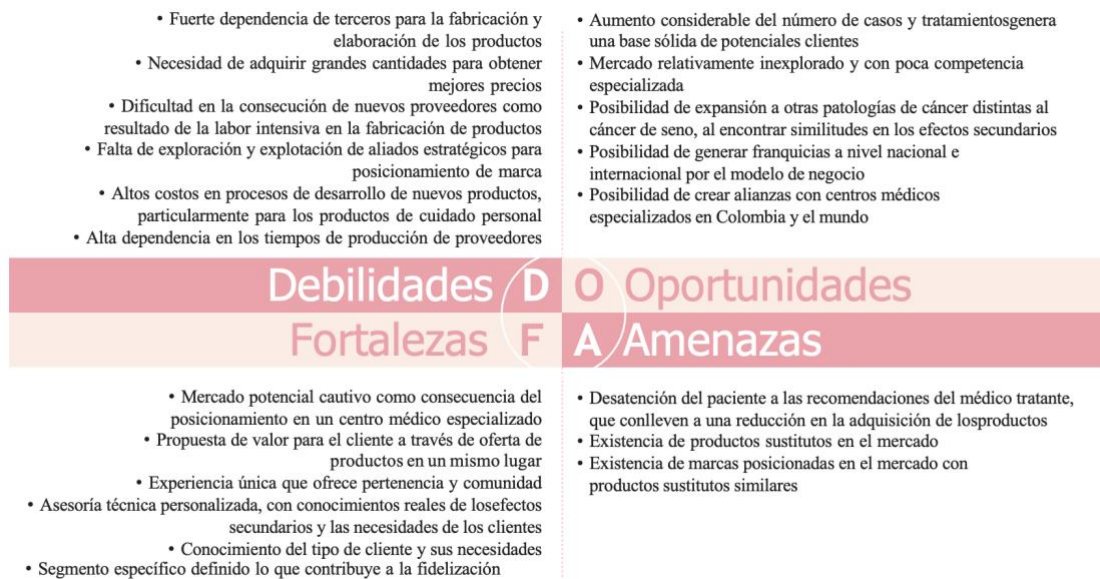 • Fuerte dependencia de terceros para la fabricación y
elaboración de los productos
• Necesidad de adquirir grandes cantidades para obtener
mejores precios
• Dificultad en la consecución de nuevos proveedores como
resultado de la labor intensiva en la fabricación de productos
• Falta de exploración y explotación de aliados estratégicos para
posicionamiento de marca
• Altos costos en procesos de desarrollo de nuevos productos,
particularmente para los productos de cuidado personal
• Alta dependencia en los tiempos de producción de proveedores
• Aumento considerable del número de casos y tratamientosgenera
una base sólida de potenciales clientes
• Mercado relativamente inexplorado y con poca competencia
especializada
• Posibilidad de expansión a otras patologías de cáncer distintas al
cáncer de seno, al encontrar similitudes en los efectos secundarios
• Posibilidad de generar franquicias a nivel nacional e
internacional por el modelo de negocio
• Posibilidad de crear alianzas con centros médicos
especializados en Colombia y el mundo
Debilidades D O Oportunidades
Fortalezas F A Amenazas
• Mercado potencial cautivo como consecuencia del
posicionamiento en un centro médico especializado
• Propuesta de valor para el cliente a través de oferta de
productos en un mismo lugar
• Experiencia única que ofrece pertenencia y comunidad
• Asesoría técnica personalizada, con conocimientos reales de losefectos
secundarios y las necesidades de los clientes
• Conocimiento del tipo de cliente y sus necesidades
• Segmento específico definido lo que contribuye a la fidelización
• Desatención del paciente a las recomendaciones del médico tratante,
que conlleven a una reducción en la adquisición de losproductos
• Existencia de productos sustitutos en el mercado
• Existencia de marcas posicionadas en el mercado con
productos sustitutos similares